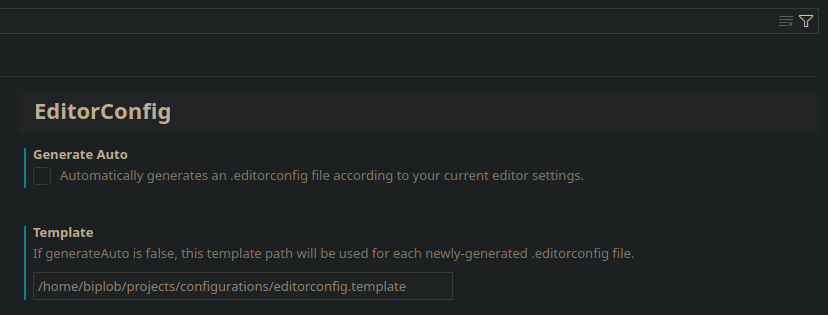 EditorConfig
Generate Auto
Automatically generates an .editorconfig file according to your current editor settings.
Template
If generateAuto is false, this template path will be used for each newly-generated .editorconfig file.
/home/biplob/projects/configurations/editorconfig.template